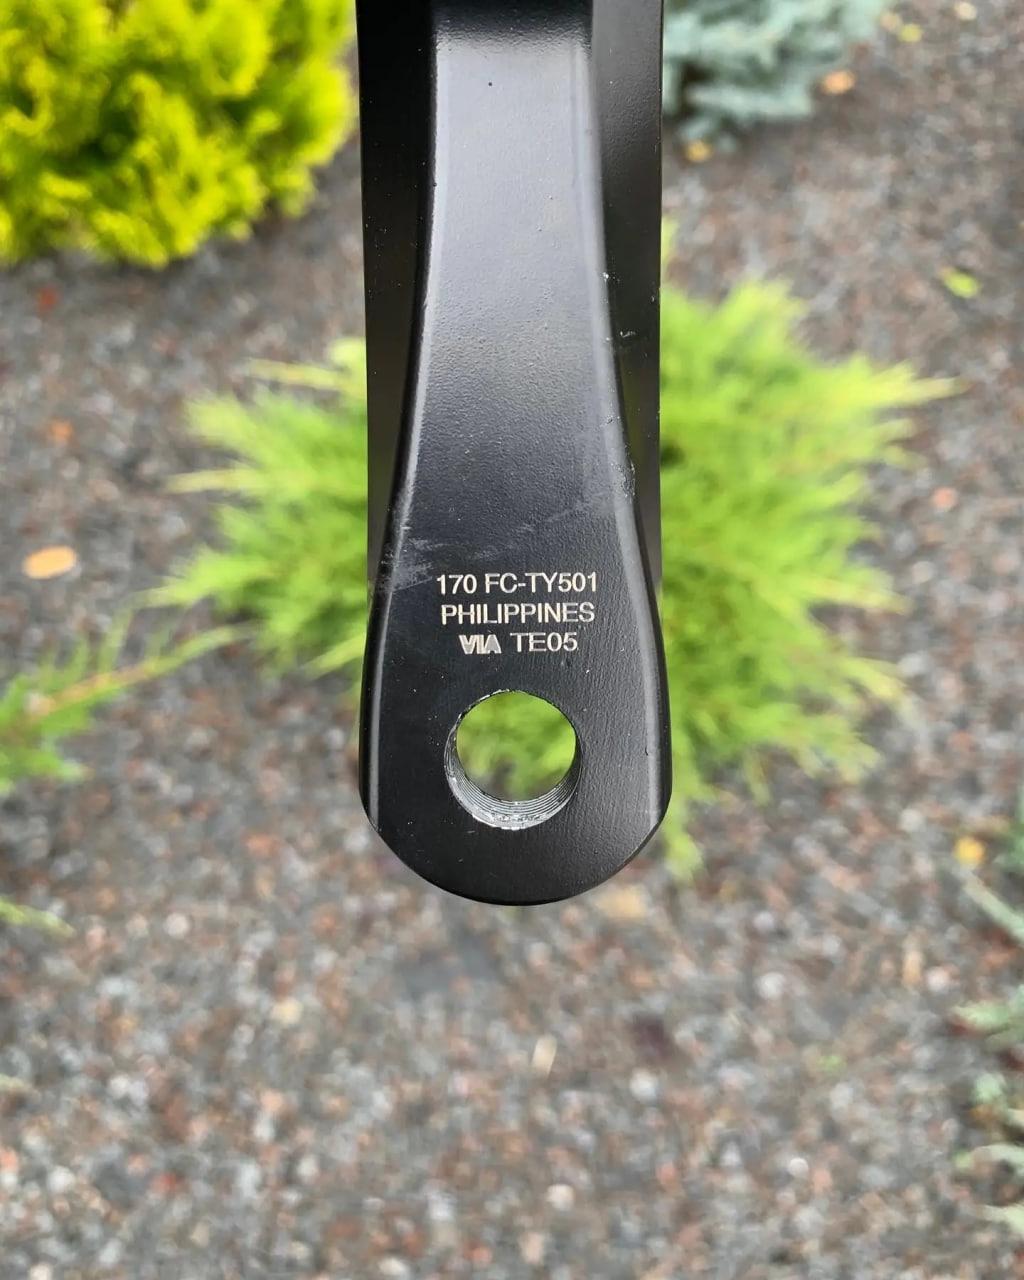 170 FC-TY501
PHILIPPINES
VIA TE05